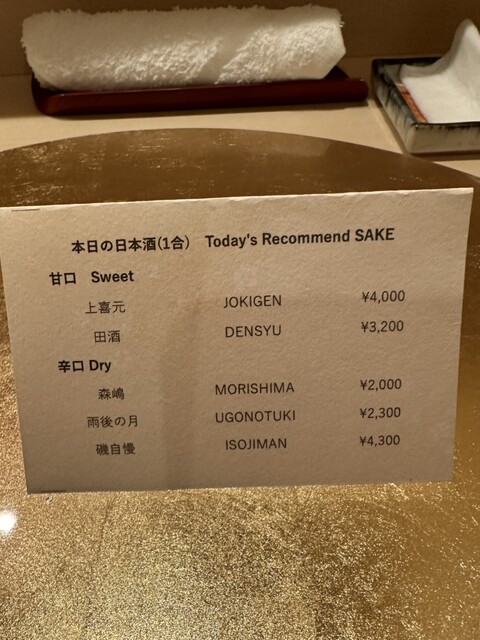 本日の日本酒(1合) Today's Recommend SAKE
甘口 Sweet
上喜元 JOKIGEN ¥4,000
田酒 DENSYU ¥3,200
辛口 Dry
森嶋 MORISHIMA ¥2,000
雨後の月 UGONOTUKI ¥2,300
磯自慢 ISOJIMAN ¥4,300